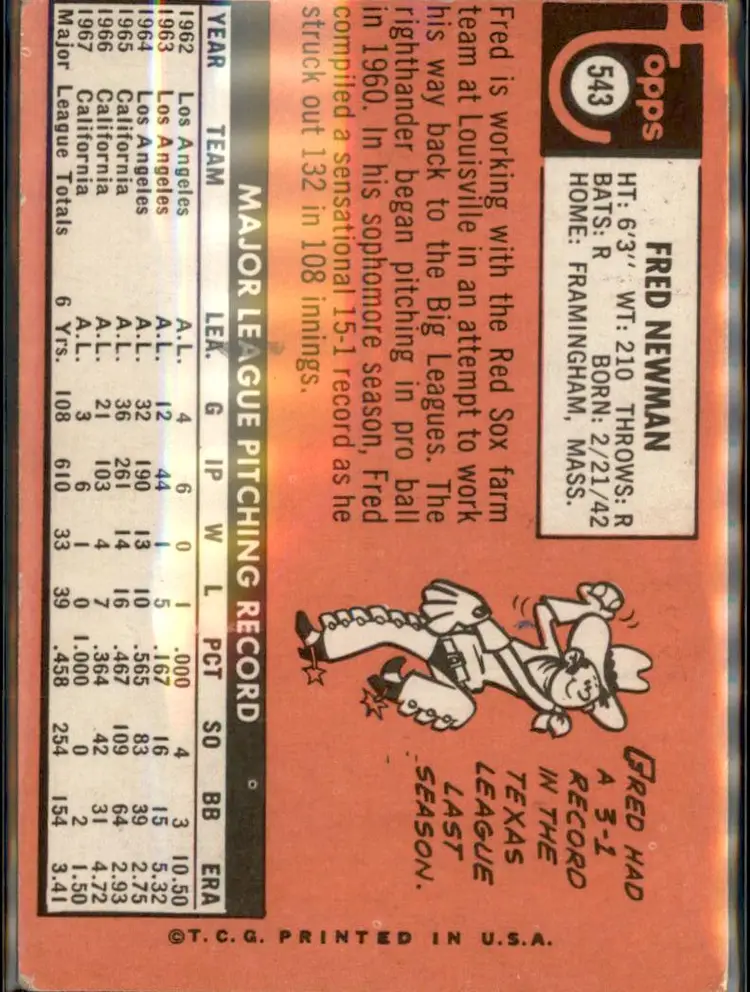 Topps
543
FRED NEWMAN
HT: 6'3" WT: 210 THROWS: R
BATS: R BORN: 2/21/42
HOME: FRAMINGHAM, MASS.
Fred is working with the Red Sox farm
team at Louisville in an attempt to work
his way back to the Big Leagues. The
righthander began pitching in pro ball
in 1960. In his sophomore season, Fred
compiled a sensational 15-1 record as he
struck out 132 in 108 innings.
FRED HAD
A 3-1
RECORD
IN THE
TEXAS
LEAGUE
LAST
SEASON.
MAJOR LEAGUE PITCHING RECORD
YEAR TEAM LEA. G IP W L PCT SO BB ERA
1962 Los Angeles A.L. 4 6 0 1 .000 4 3 10.50
1963 Los Angeles A.L. 12 44 1 5 .167 16 15 5.32
1964 Los Angeles A.L. 32 190 13 10 .565 83 39 2.75
1965 California A.L. 36 261 14 16 .467 109 64 2.93
1966 California A.L. 21 103 4 7 .364 42 31 4.72
1967 California A.L. 3 6 1 0 1.000 0 2 1.50
Major League Totals 6 Yrs. 108 610 33 39 .458 254 154 3.41
©T.C.G. PRINTED IN U.S.A.